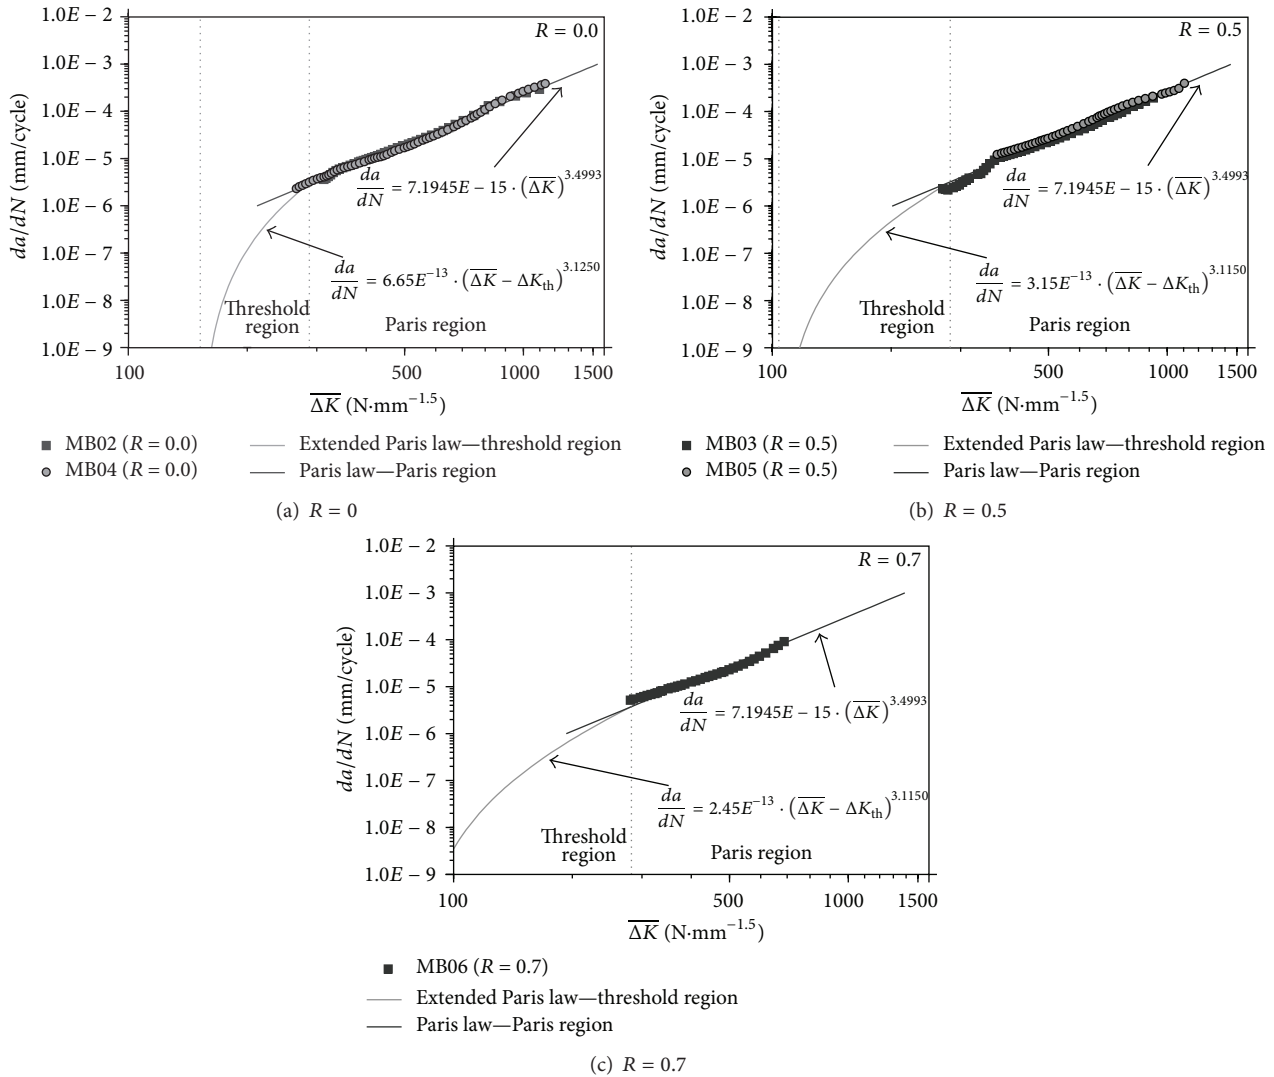 1.0E − 2
1.0E − 3
1.0E − 4
1.0E − 5
1.0E − 6
1.0E − 7
1.0E − 8
1.0E − 9
da/dN (mm/cycle)
R = 0.0
da/dN = 7.1945E − 15 · (ΔK̅)^3.4993
da/dN = 6.65E^−13 · (ΔK̅ − ΔK_th)^3.1250
Threshold
region
Paris region
100 500 1000 1500
ΔK̅ (N·mm^−1.5)
MB02 (R = 0.0)
MB04 (R = 0.0)
Extended Paris law—threshold region
Paris law—Paris region
(a) R = 0
1.0E − 2
1.0E − 3
1.0E − 4
1.0E − 5
1.0E − 6
1.0E − 7
1.0E − 8
1.0E − 9
da/dN (mm/cycle)
R = 0.5
da/dN = 7.1945E − 15 · (ΔK̅)^3.4993
da/dN = 3.15E^−13 · (ΔK̅ − ΔK_th)^3.1150
Threshold
region
Paris region
100 500 1000 1500
ΔK̅ (N·mm^−1.5)
MB03 (R = 0.5)
MB05 (R = 0.5)
Extended Paris law—threshold region
Paris law—Paris region
(b) R = 0.5
1.0E − 2
1.0E − 3
1.0E − 4
1.0E − 5
1.0E − 6
1.0E − 7
1.0E − 8
1.0E − 9
da/dN (mm/cycle)
R = 0.7
da/dN = 7.1945E − 15 · (ΔK̅)^3.4993
da/dN = 2.45E^−13 · (ΔK̅ − ΔK_th)^3.1150
Threshold
region
Paris region
100 500 1000 1500
ΔK̅ (N·mm^−1.5)
MB06 (R = 0.7)
Extended Paris law—threshold region
Paris law—Paris region
(c) R = 0.7